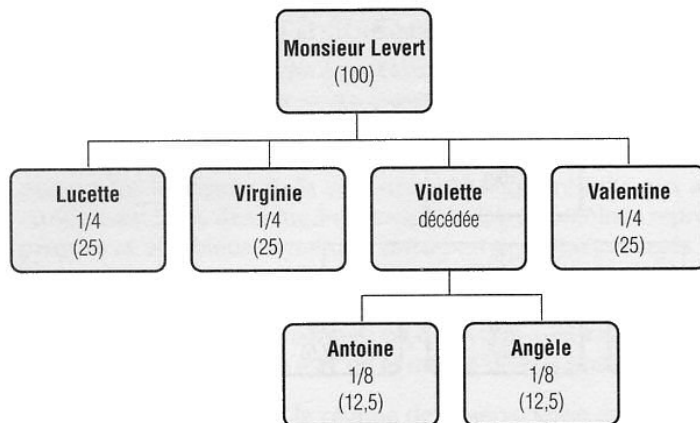 Monsieur Levert
(100)
Lucette
1/4
(25)
Virginie
1/4
(25)
Violette
décédée
Valentine
1/4
(25)
Antoine
1/8
(12,5)
Angèle
1/8
(12,5)